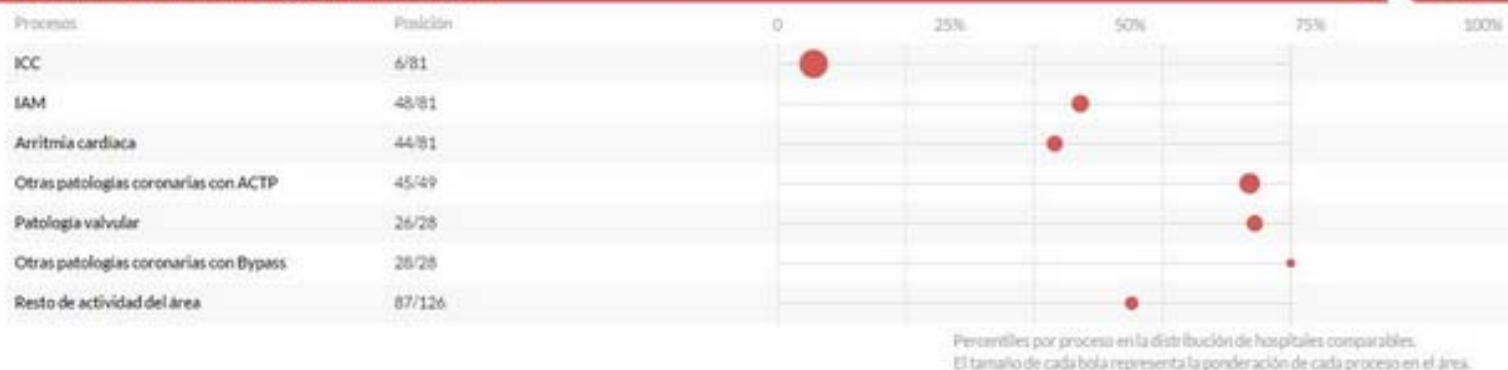 Procesos Posición 0 25% 50% 75% 100%
ICC 6/81
IAM 48/81
Arritmia cardíaca 44/81
Otras patologías coronarias con ACTP 45/49
Patología valvular 26/28
Otras patologías coronarias con Bypass 28/28
Resto de actividad del área 87/126
Percentiles por proceso en la distribución de hospitales comparables.
El tamaño de cada bola representa la ponderación de cada proceso en el área.